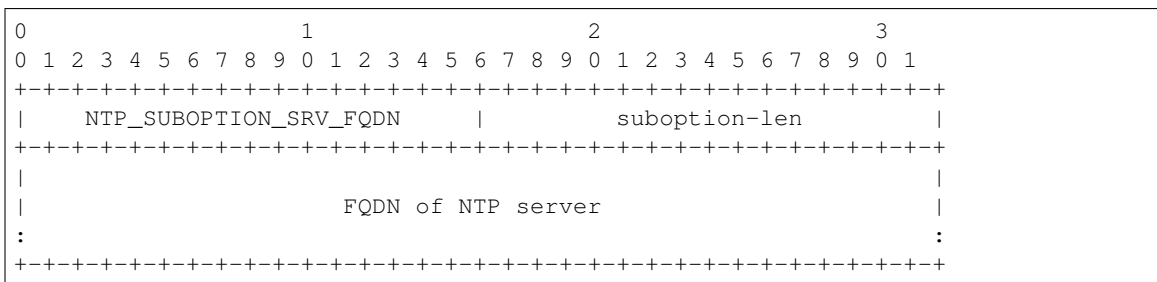 0                   1                   2                   3
0 1 2 3 4 5 6 7 8 9 0 1 2 3 4 5 6 7 8 9 0 1 2 3 4 5 6 7 8 9 0 1
+-+-+-+-+-+-+-+-+-+-+-+-+-+-+-+-+-+-+-+-+-+-+-+-+-+-+-+-+-+-+-+-+
|    NTP_SUBOPTION_SRV_FQDN     |         suboption-len         |
+-+-+-+-+-+-+-+-+-+-+-+-+-+-+-+-+-+-+-+-+-+-+-+-+-+-+-+-+-+-+-+-+
|                                                               |
|                      FQDN of NTP server                       |
:                                                               :
+-+-+-+-+-+-+-+-+-+-+-+-+-+-+-+-+-+-+-+-+-+-+-+-+-+-+-+-+-+-+-+-+